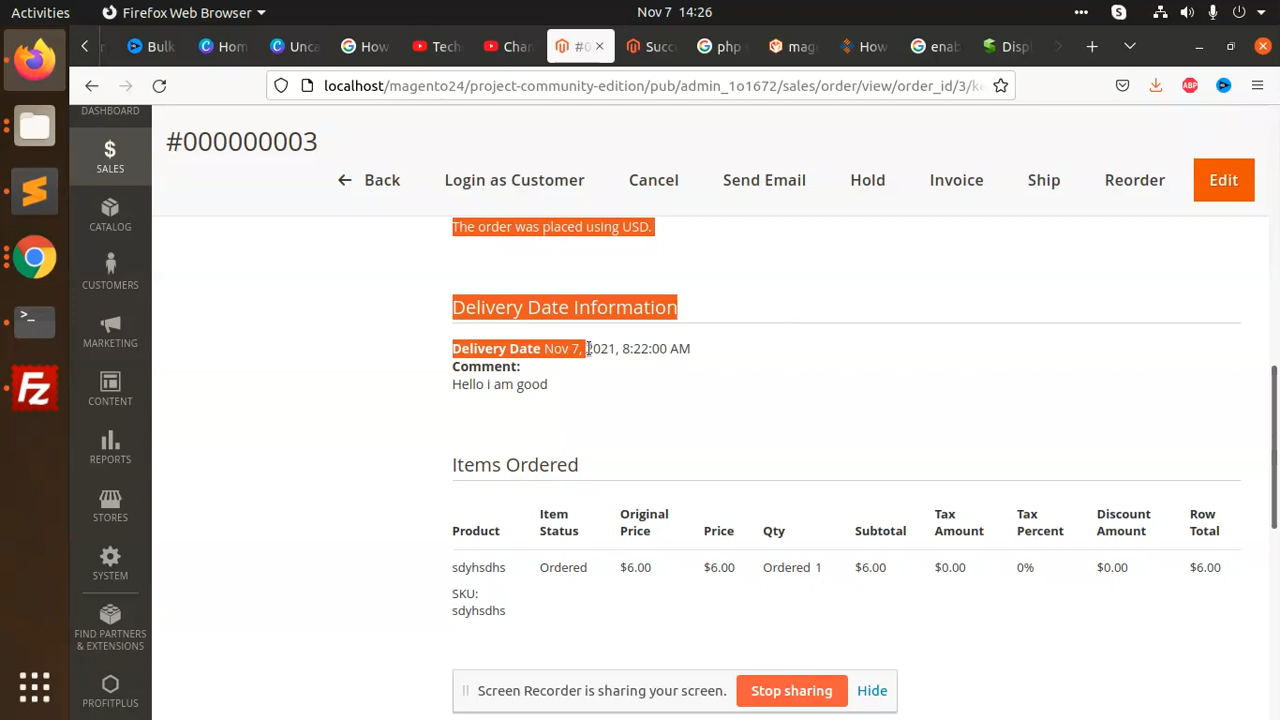 Activities
Firefox Web Browser
Nov 7 14:26
Bulk
Hom
Unca
How
Tech
Chan
#0
Succ
php
mag
How
enab
Displ
localhost/magento24/project-community-edition/pub/admin_1o1672/sales/order/view/order_id/3/ke
ABP
DASHBOARD
$
SALES
CATALOG
CUSTOMERS
MARKETING
CONTENT
REPORTS
STORES
SYSTEM
FIND PARTNERS
& EXTENSIONS
PROFITPLUS
#000000003
Back
Login as Customer
Cancel
Send Email
Hold
Invoice
Ship
Reorder
Edit
The order was placed using USD.
Delivery Date Information
Delivery Date Nov 7, 2021, 8:22:00 AM
Comment:
Hello i am good
Items Ordered
Product
Item Status
Original Price
Price
Qty
Subtotal
Tax Amount
Tax Percent
Discount Amount
Row Total
sdyhsdhs
Ordered
$6.00
$6.00
Ordered 1
$6.00
$0.00
0%
$0.00
$6.00
SKU:
sdyhsdhs
Screen Recorder is sharing your screen.
Stop sharing
Hide